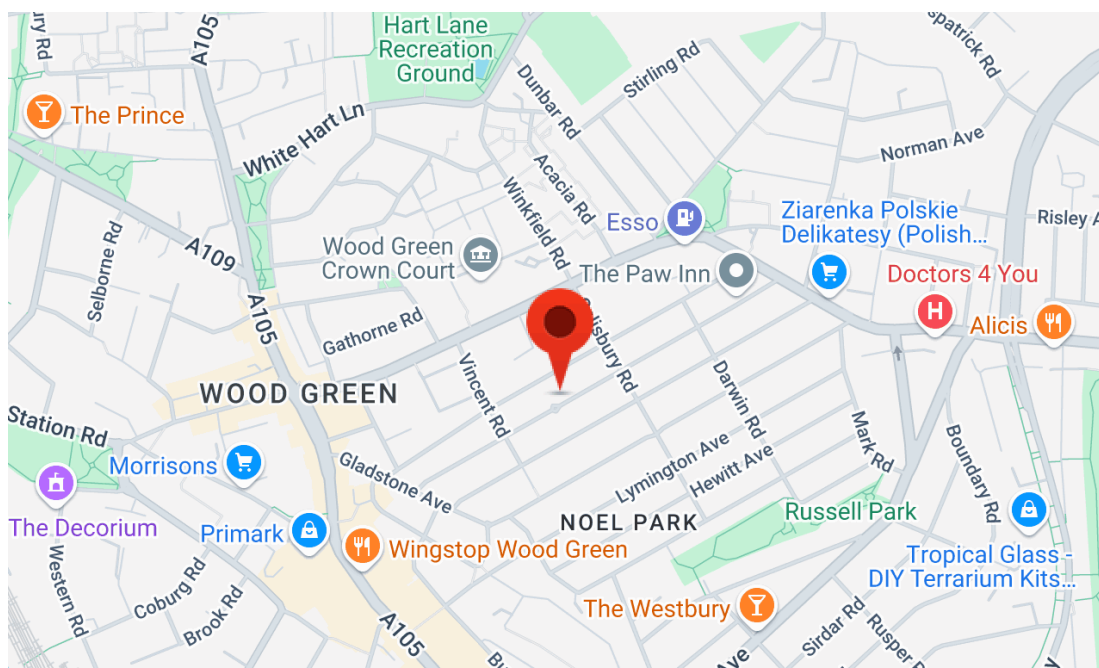 A105
Hart Lane
Recreation
Ground
Stirling Rd
Dunbar Rd
The Prince
White Hart Ln
Norman Ave
Acacia Rd
Winkfield Rd
Esso
Ziarenka Polskie
Delikatesy (Polish...
Risley A
Selborne Rd
A109
Wood Green
Crown Court
The Paw Inn
Doctors 4 You
Alicis
A105
Gathorne Rd
Vincent Rd
Darwin Rd
WOOD GREEN
Station Rd
Mark Rd
Boundary Rd
Morrisons
Gladstone Ave
Lymington Ave
Hewitt Ave
The Decorium
Primark
NOEL PARK
Russell Park
Wingstop Wood Green
Tropical Glass -
DIY Terrarium Kits...
Western Rd
Coburg Rd
Brook Rd
A105
The Westbury
Sirdar Rd
Rusper Rd
Ave